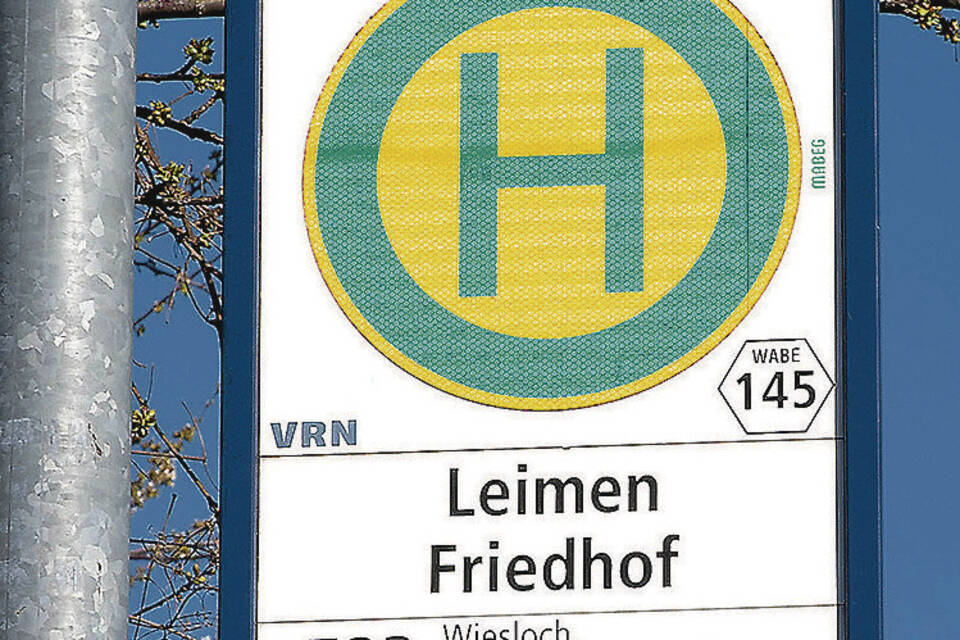 H
MABEG
WABE
145
VRN
Leimen
Friedhof
Wiesloch